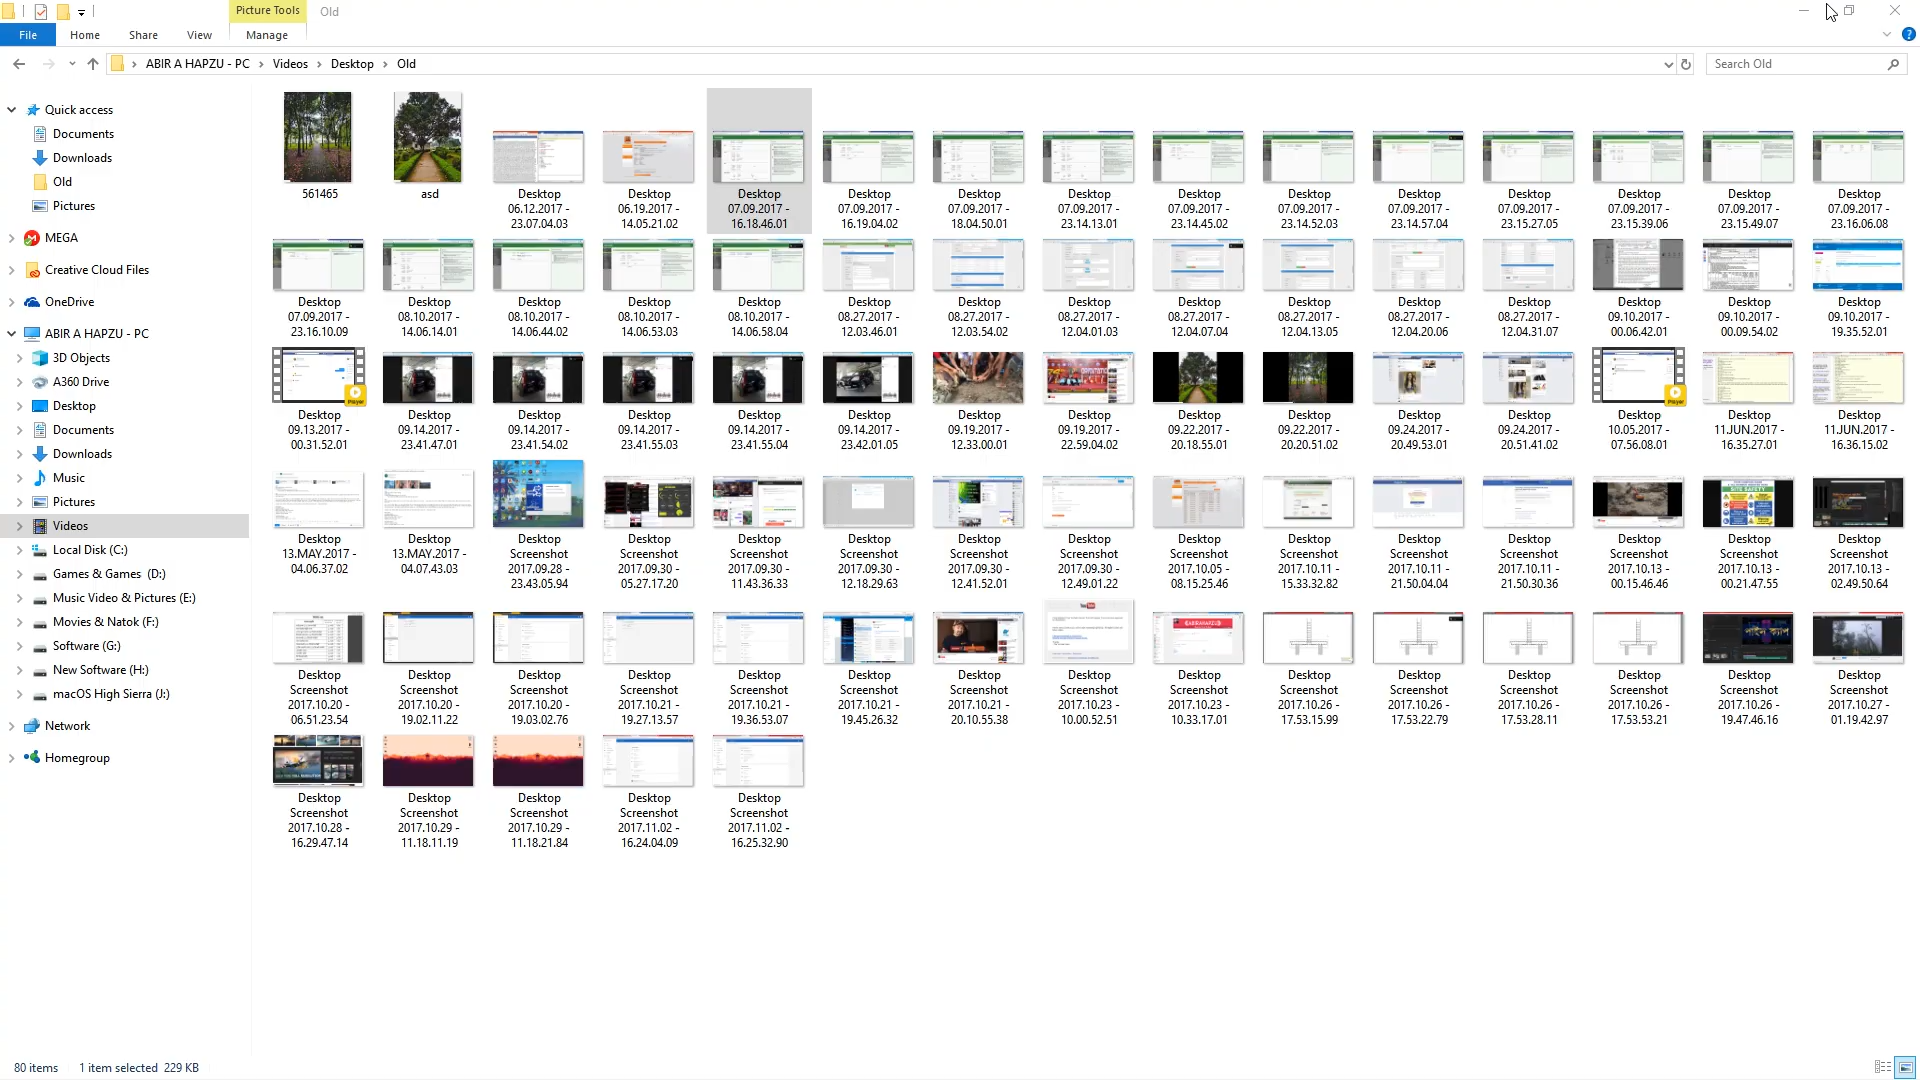 Picture Tools
Old
File
Home
Share
View
Manage
ABIR A HAPZU - PC
Videos
Desktop
Old
Search Old
Quick access
Documents
Downloads
Old
Pictures
MEGA
Creative Cloud Files
OneDrive
ABIR A HAPZU - PC
3D Objects
A360 Drive
Desktop
Documents
Downloads
Music
Pictures
Videos
Local Disk (C:)
Games & Games (D:)
Music Video & Pictures (E:)
Movies & Natok (F:)
Software (G:)
New Software (H:)
macOS High Sierra (J:)
Network
Homegroup
561465
asd
Desktop
06.12.2017 -
23.07.04.03
Desktop
06.19.2017 -
14.05.21.02
Desktop
07.09.2017 -
16.18.46.01
Desktop
07.09.2017 -
16.19.04.02
Desktop
07.09.2017 -
18.04.50.01
Desktop
07.09.2017 -
23.14.13.01
Desktop
07.09.2017 -
23.14.45.02
Desktop
07.09.2017 -
23.14.52.03
Desktop
07.09.2017 -
23.14.57.04
Desktop
07.09.2017 -
23.15.27.05
Desktop
07.09.2017 -
23.15.39.06
Desktop
07.09.2017 -
23.15.49.07
Desktop
07.09.2017 -
23.16.06.08
Desktop
07.09.2017 -
23.16.10.09
Desktop
08.10.2017 -
14.06.14.01
Desktop
08.10.2017 -
14.06.44.02
Desktop
08.10.2017 -
14.06.53.03
Desktop
08.10.2017 -
14.06.58.04
Desktop
08.27.2017 -
12.03.46.01
Desktop
08.27.2017 -
12.03.54.02
Desktop
08.27.2017 -
12.04.01.03
Desktop
08.27.2017 -
12.04.07.04
Desktop
08.27.2017 -
12.04.13.05
Desktop
08.27.2017 -
12.04.20.06
Desktop
08.27.2017 -
12.04.31.07
Desktop
09.10.2017 -
00.06.42.01
Desktop
09.10.2017 -
00.09.54.02
Desktop
09.10.2017 -
19.35.52.01
Desktop
09.13.2017 -
00.31.52.01
Desktop
09.14.2017 -
23.41.47.01
Desktop
09.14.2017 -
23.41.54.02
Desktop
09.14.2017 -
23.41.55.03
Desktop
09.14.2017 -
23.41.55.04
Desktop
09.14.2017 -
23.42.01.05
Desktop
09.19.2017 -
12.33.00.01
Desktop
09.19.2017 -
22.59.04.02
Desktop
09.22.2017 -
20.18.55.01
Desktop
09.22.2017 -
20.20.51.02
Desktop
09.24.2017 -
20.49.53.01
Desktop
09.24.2017 -
20.51.41.02
Desktop
10.05.2017 -
07.56.08.01
Desktop
11.JUN.2017 -
16.35.27.01
Desktop
11.JUN.2017 -
16.36.15.02
Desktop
13.MAY.2017 -
04.06.37.02
Desktop
13.MAY.2017 -
04.07.43.03
Desktop
Screenshot
2017.09.28 -
23.43.05.94
Desktop
Screenshot
2017.09.30 -
05.27.17.20
Desktop
Screenshot
2017.09.30 -
11.43.36.33
Desktop
Screenshot
2017.09.30 -
12.18.29.63
Desktop
Screenshot
2017.09.30 -
12.41.52.01
Desktop
Screenshot
2017.09.30 -
12.49.01.22
Desktop
Screenshot
2017.10.05 -
08.15.25.46
Desktop
Screenshot
2017.10.11 -
15.33.32.82
Desktop
Screenshot
2017.10.11 -
21.50.04.04
Desktop
Screenshot
2017.10.11 -
21.50.30.36
Desktop
Screenshot
2017.10.13 -
00.15.46.46
Desktop
Screenshot
2017.10.13 -
00.21.47.55
Desktop
Screenshot
2017.10.13 -
02.49.50.64
Desktop
Screenshot
2017.10.20 -
06.51.23.54
Desktop
Screenshot
2017.10.20 -
19.02.11.22
Desktop
Screenshot
2017.10.20 -
19.03.02.76
Desktop
Screenshot
2017.10.21 -
19.27.13.57
Desktop
Screenshot
2017.10.21 -
19.36.53.07
Desktop
Screenshot
2017.10.21 -
19.45.26.32
Desktop
Screenshot
2017.10.21 -
20.10.55.38
Desktop
Screenshot
2017.10.23 -
10.00.52.51
Desktop
Screenshot
2017.10.23 -
10.33.17.01
Desktop
Screenshot
2017.10.26 -
17.53.15.99
Desktop
Screenshot
2017.10.26 -
17.53.22.79
Desktop
Screenshot
2017.10.26 -
17.53.28.11
Desktop
Screenshot
2017.10.26 -
17.53.53.21
Desktop
Screenshot
2017.10.26 -
19.47.46.16
Desktop
Screenshot
2017.10.27 -
01.19.42.97
Desktop
Screenshot
2017.10.28 -
16.29.47.14
Desktop
Screenshot
2017.10.29 -
11.18.11.19
Desktop
Screenshot
2017.10.29 -
11.18.21.84
Desktop
Screenshot
2017.11.02 -
16.24.04.09
Desktop
Screenshot
2017.11.02 -
16.25.32.90
80 items
1 item selected 229 KB